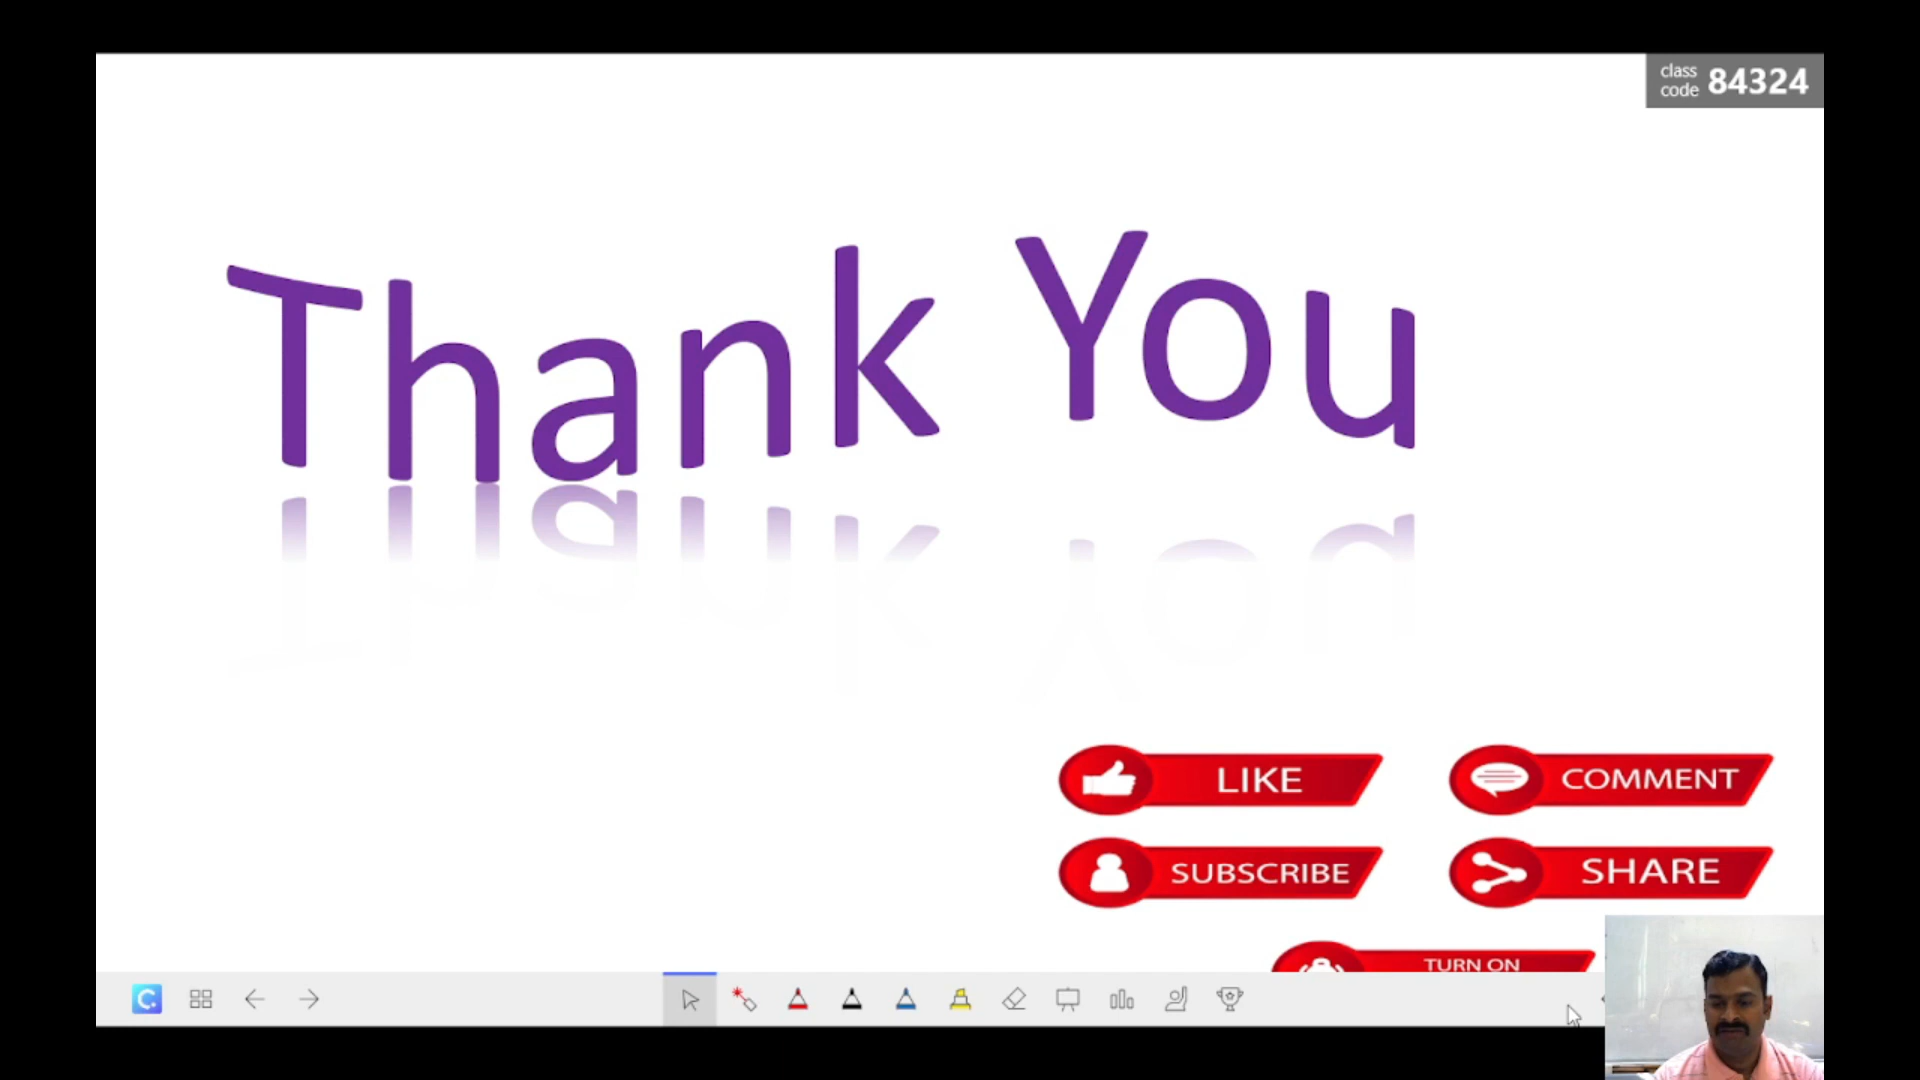 class
code 84324
Thank You
LIKE
COMMENT
SUBSCRIBE
SHARE
TURN ON